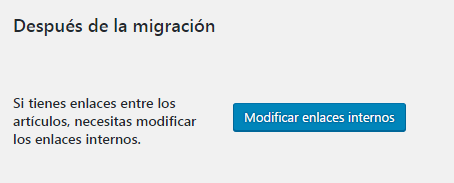 Después de la migración
Si tienes enlaces entre los
artículos, necesitas modificar
los enlaces internos.
Modificar enlaces internos